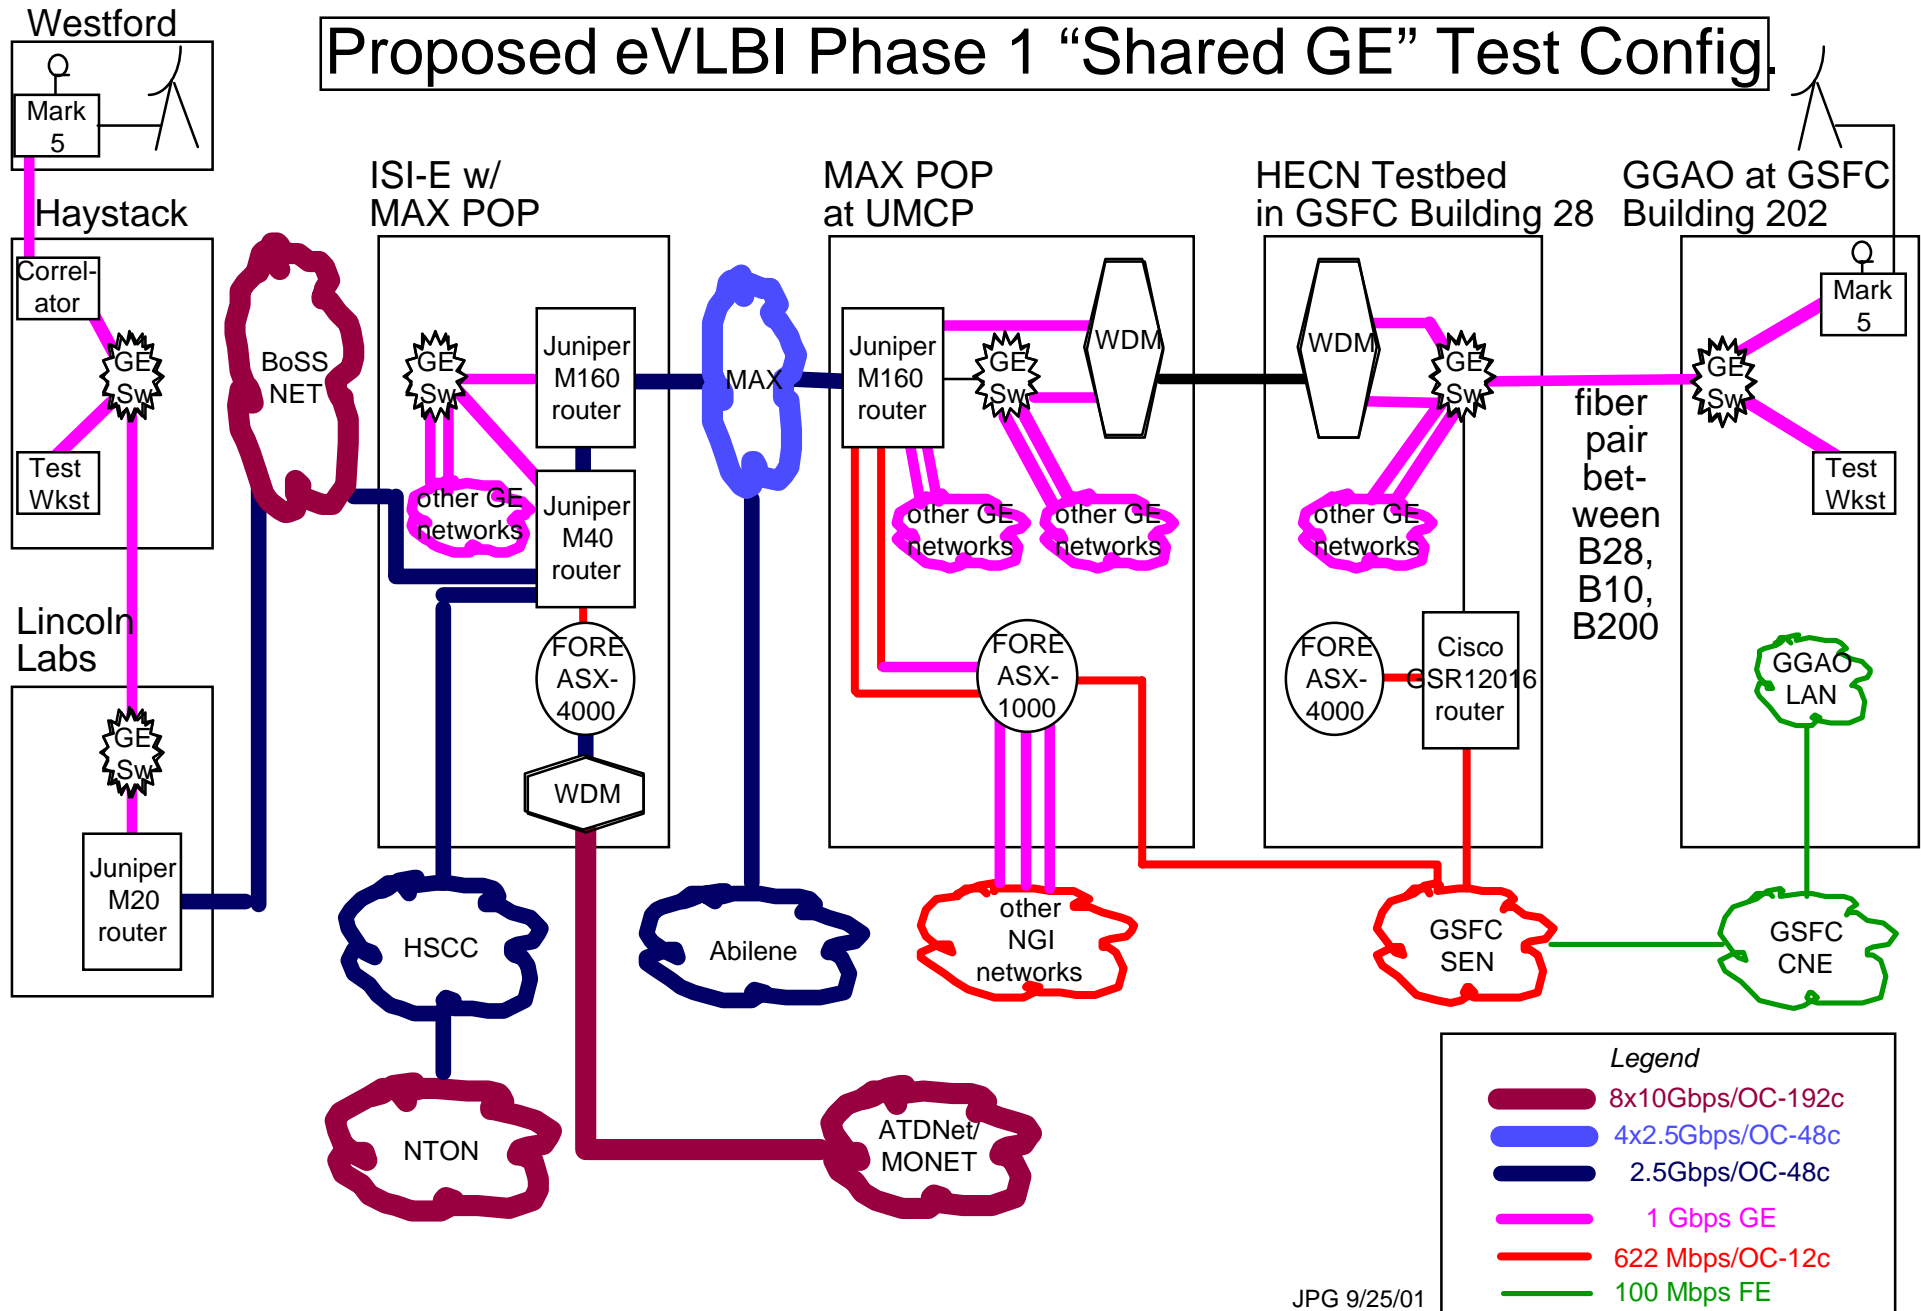 Westford
Proposed eVLBI Phase 1 “Shared GE” Test Config.
Mark
5
ISI-E w/
MAX POP
MAX POP
at UMCP
HECN Testbed
in GSFC Building 28
GGAO at GSFC
Building 202
Haystack
Correl-
ator
GE
Sw
Test
Wkst
BoSS
NET
GE
Sw
Juniper
M160
router
other GE
networks
Juniper
M40
router
FORE
ASX-
4000
WDM
MAX
Juniper
M160
router
GE
Sw
WDM
other GE
networks
other GE
networks
FORE
ASX-
1000
WDM
GE
Sw
other GE
networks
FORE
ASX-
4000
Cisco
GSR12016
router
fiber
pair
bet-
ween
B28,
B10,
B200
GE
Sw
Mark
5
Test
Wkst
GGAO
LAN
Lincoln
Labs
GE
Sw
Juniper
M20
router
HSCC
Abilene
other
NGI
networks
GSFC
SEN
GSFC
CNE
NTON
ATDNet/
MONET
Legend
8x10Gbps/OC-192c
4x2.5Gbps/OC-48c
2.5Gbps/OC-48c
1 Gbps GE
622 Mbps/OC-12c
100 Mbps FE
JPG 9/25/01